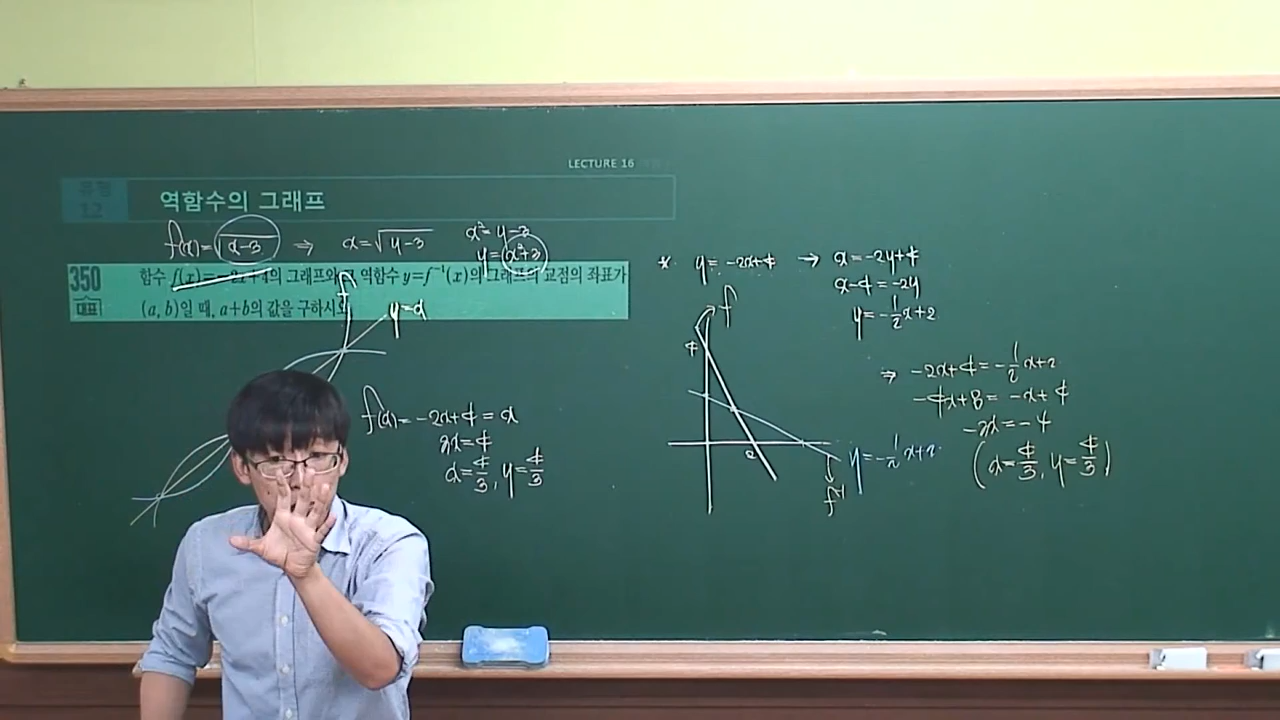 LECTURE 16
유형
12
역함수의 그래프
f(x)=√x-3 ⇒ x=√y-3
x²=y-3
y=x²+3
350
대표
함수 f(x)=-2x+4의 그래프와 그 역함수 y=f⁻¹(x)의 그래프의 교점의 좌표가
(a, b)일 때, a+b의 값을 구하시오
f
y=x
f(x)=-2x+4=x
3x=4
x=4/3, y=4/3
* y=-2x+4 → x=-2y+4
x-4=-2y
y=-1/2x+2
f
4
2
y=-1/2x+2
f⁻¹
⇒ -2x+4=-1/2x+2
-4x+8=-x+4
-3x=-4
(x=4/3, y=4/3)